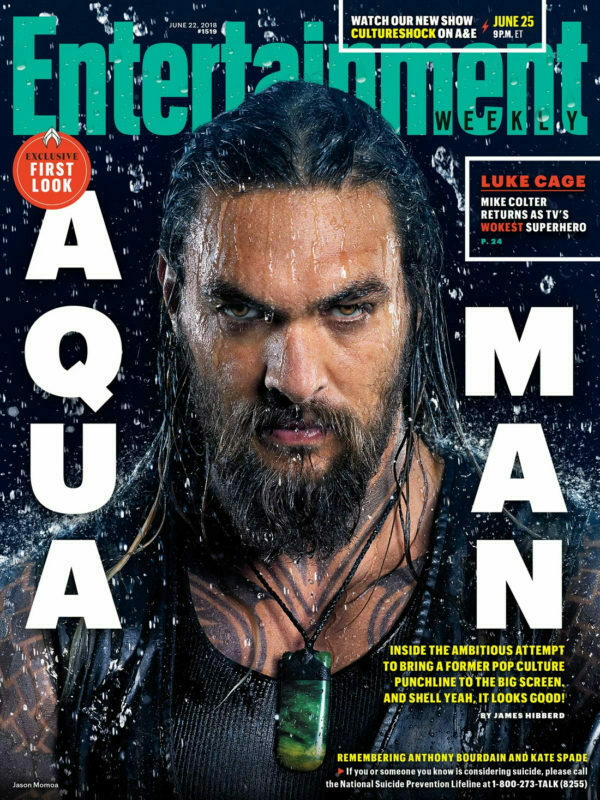 WATCH OUR NEW SHOW
CULTURESHOCK ON A&E
JUNE 25
9P.M. ET
JUNE 22, 2018
#1519
Entertainment
WEEKLY
EXCLUSIVE
FIRST
LOOK
AQUA
MAN
LUKE CAGE
MIKE COLTER
RETURNS AS TV'S
WOKEST SUPERHERO
P. 24
INSIDE THE AMBITIOUS ATTEMPT
TO BRING A FORMER POP CULTURE
PUNCHLINE TO THE BIG SCREEN.
AND SHELL YEAH, IT LOOKS GOOD!
BY JAMES HIBBERD
REMEMBERING ANTHONY BOURDAIN AND KATE SPADE
If you or someone you know is considering suicide, please call
the National Suicide Prevention Lifeline at 1-800-273-TALK (8255)
Jason Momoa